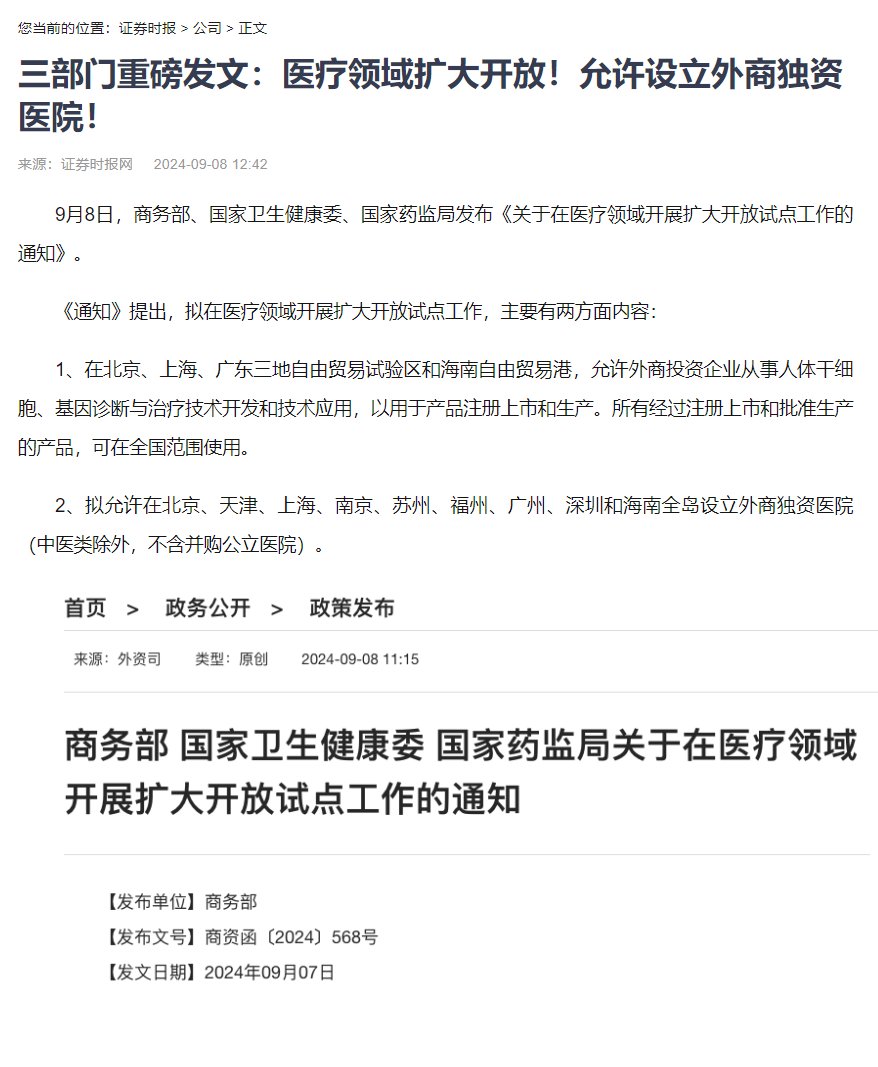 您当前的位置：证券时报 > 公司 > 正文
三部门重磅发文：医疗领域扩大开放！允许设立外商独资
医院！
来源：证券时报网 2024-09-08 12:42
9月8日，商务部、国家卫生健康委、国家药监局发布《关于在医疗领域开展扩大开放试点工作的
通知》。
《通知》提出，拟在医疗领域开展扩大开放试点工作，主要有两方面内容：
1、在北京、上海、广东三地自由贸易试验区和海南自由贸易港，允许外商投资企业从事人体干细
胞、基因诊断与治疗技术开发和技术应用，以用于产品注册上市和生产。所有经过注册上市和批准生产
的产品，可在全国范围使用。
2、拟允许在北京、天津、上海、南京、苏州、福州、广州、深圳和海南全岛设立外商独资医院
（中医类除外，不含并购公立医院）。
首页 > 政务公开 > 政策发布
来源：外资司 类型：原创 2024-09-08 11:15
商务部 国家卫生健康委 国家药监局关于在医疗领域
开展扩大开放试点工作的通知
【发布单位】商务部
【发布文号】商资函〔2024〕568号
【发文日期】2024年09月07日